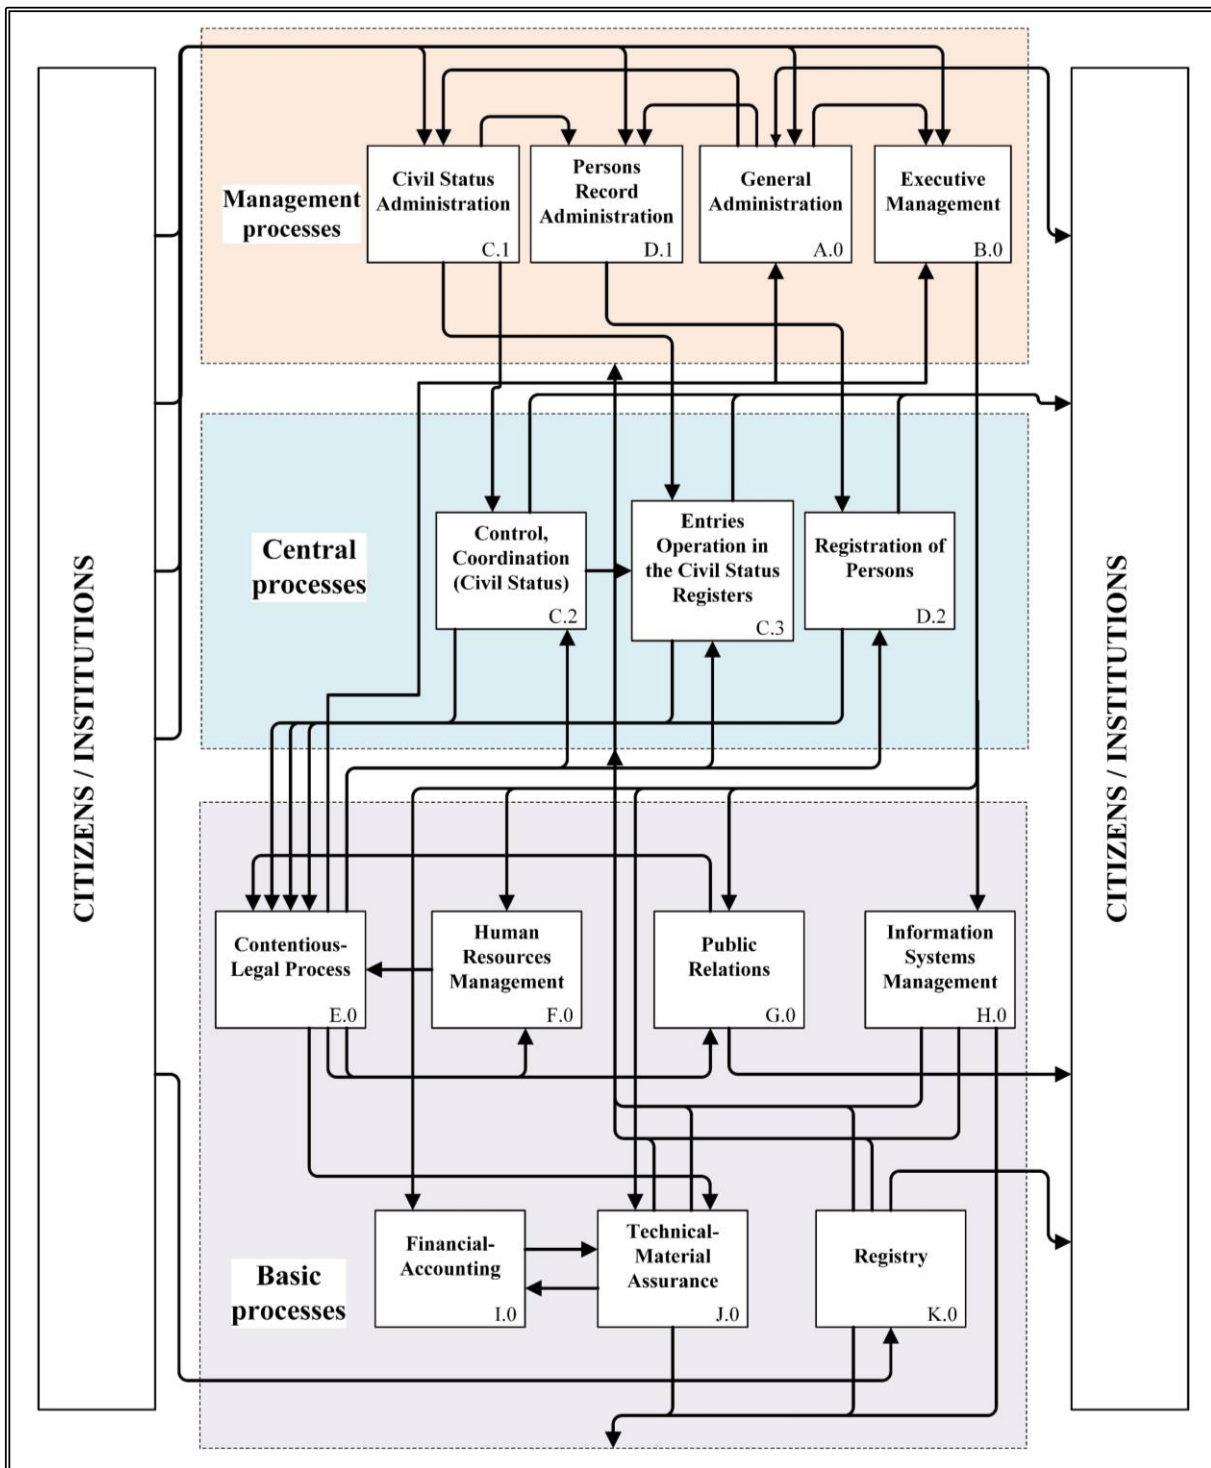 CITIZENS / INSTITUTIONS
Management
processes
Civil Status
Administration
C.1
Persons
Record
Administration
D.1
General
Administration
A.0
Executive
Management
B.0
Central
processes
Control,
Coordination
(Civil Status)
C.2
Entries
Operation in
the Civil Status
Registers
C.3
Registration of
Persons
D.2
Contentious-
Legal Process
E.0
Human
Resources
Management
F.0
Public
Relations
G.0
Information
Systems
Management
H.0
Basic
processes
Financial-
Accounting
I.0
Technical-
Material
Assurance
J.0
Registry
K.0
CITIZENS / INSTITUTIONS